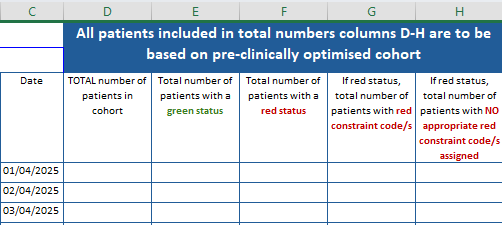 C D E F G H
All patients included in total numbers columns D-H are to be
based on pre-clinically optimised cohort
Date
TOTAL number of
patients in
cohort
Total number of
patients with a
green status
Total number of
patients with a
red status
If red status,
total number of
patients with red
constraint code/s
If red status,
total number of
patients with NO
appropriate red
constraint code/s
assigned
01/04/2025
02/04/2025
03/04/2025